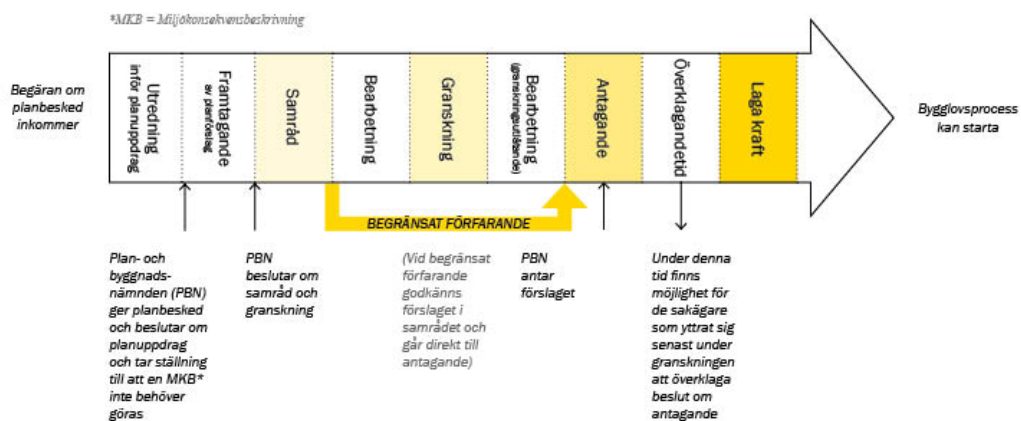 *MKB = Miljökonsekvensbeskrivning
Begäran om
planbesked
inkommer
Utredning
inför planuppdrag
Framtagande
av planförslag
Samråd
Bearbetning
Granskning
Bearbetning
(granskningsutlåtande)
Antagande
Överklagandetid
Laga kraft
Bygglovsprocess
kan starta
BEGRÄNSAT FÖRFARANDE
Plan- och
byggnads-
nämnden (PBN)
ger planbesked
och beslutar om
planuppdrag
och tar ställning
till att en MKB*
inte behöver
göras
PBN
beslutar om
samråd och
granskning
(Vid begränsat
förfarande
godkänns
förslaget i
samrådet och
går direkt till
antagande)
PBN
antar
förslaget
Under denna
tid finns
möjlighet för
de sakägare
som yttrat sig
senast under
granskningen
att överklaga
beslut om
antagande